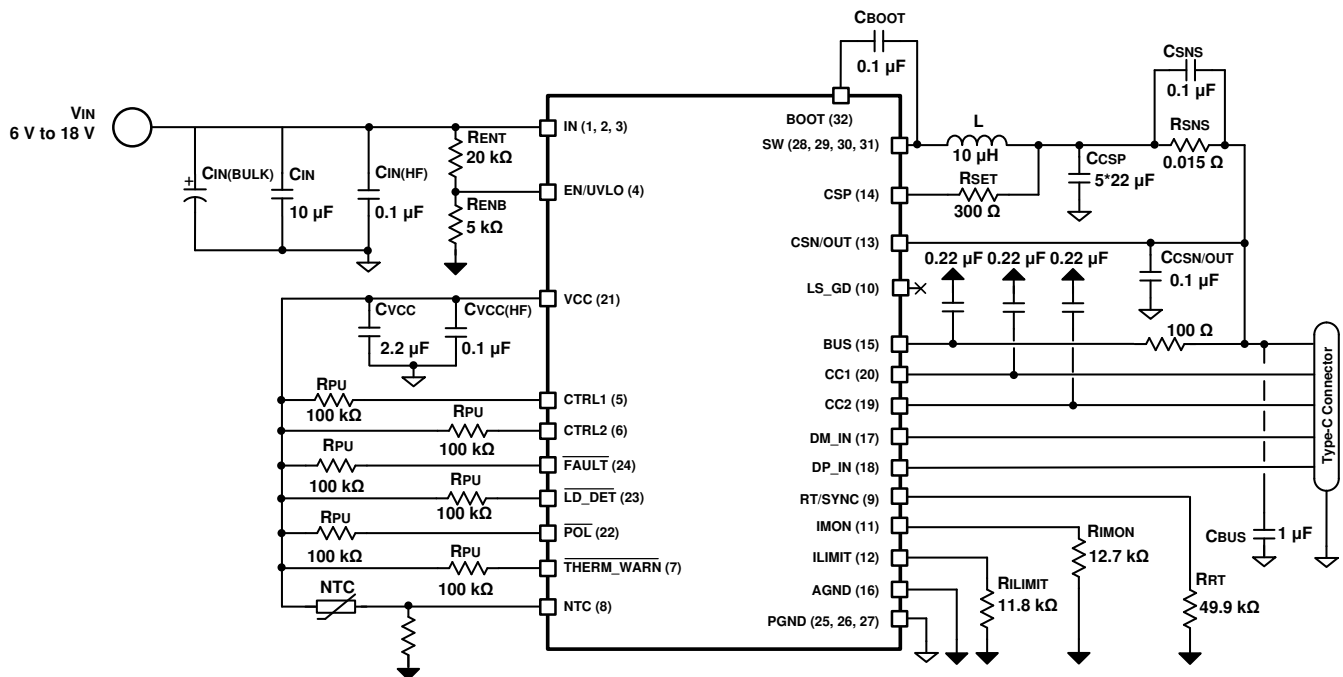 CBOOT
0.1 µF
CSNS
0.1 µF
VIN
6 V to 18 V
BOOT (32)
L
RSNS
IN (1, 2, 3)
SW (28, 29, 30, 31)
10 µH
0.015 Ω
RENT
20 kΩ
CCSP
5*22 µF
CIN(BULK)
CIN
10 µF
CIN(HF)
0.1 µF
EN/UVLO (4)
RSET
CSP (14)
300 Ω
RENB
5 kΩ
CSN/OUT (13)
0.22 µF
0.22 µF
0.22 µF
CCSN/OUT
0.1 µF
LS_GD (10)
VCC (21)
CVCC
2.2 µF
CVCC(HF)
0.1 µF
100 Ω
BUS (15)
CC1 (20)
RPU
100 kΩ
CTRL1 (5)
CC2 (19)
RPU
100 kΩ
CTRL2 (6)
DM_IN (17)
RPU
100 kΩ
FAULT (24)
DP_IN (18)
Type-C Connector
RPU
100 kΩ
LD_DET (23)
RT/SYNC (9)
RPU
100 kΩ
POL (22)
IMON (11)
RIMON
12.7 kΩ
CBUS
1 µF
RPU
100 kΩ
THERM_WARN (7)
ILIMIT (12)
RILIMIT
11.8 kΩ
RRT
49.9 kΩ
NTC
NTC (8)
AGND (16)
PGND (25, 26, 27)